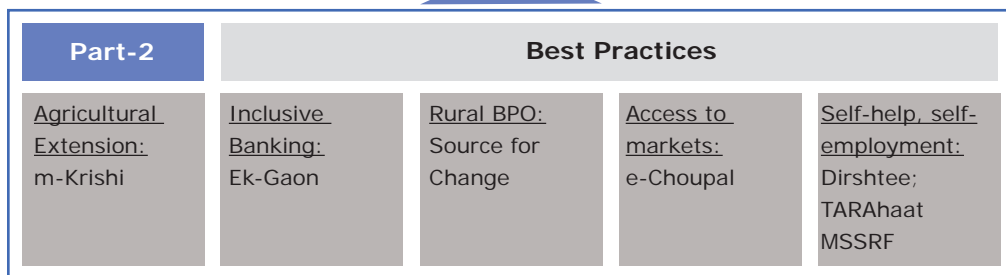 Part-2
Best Practices
Agricultural
Extension:
m-Krishi
Inclusive
Banking:
Ek-Gaon
Rural BPO:
Source for
Change
Access to
markets:
e-Choupal
Self-help, self-
employment:
Dirshtee;
TARAhaat
MSSRF